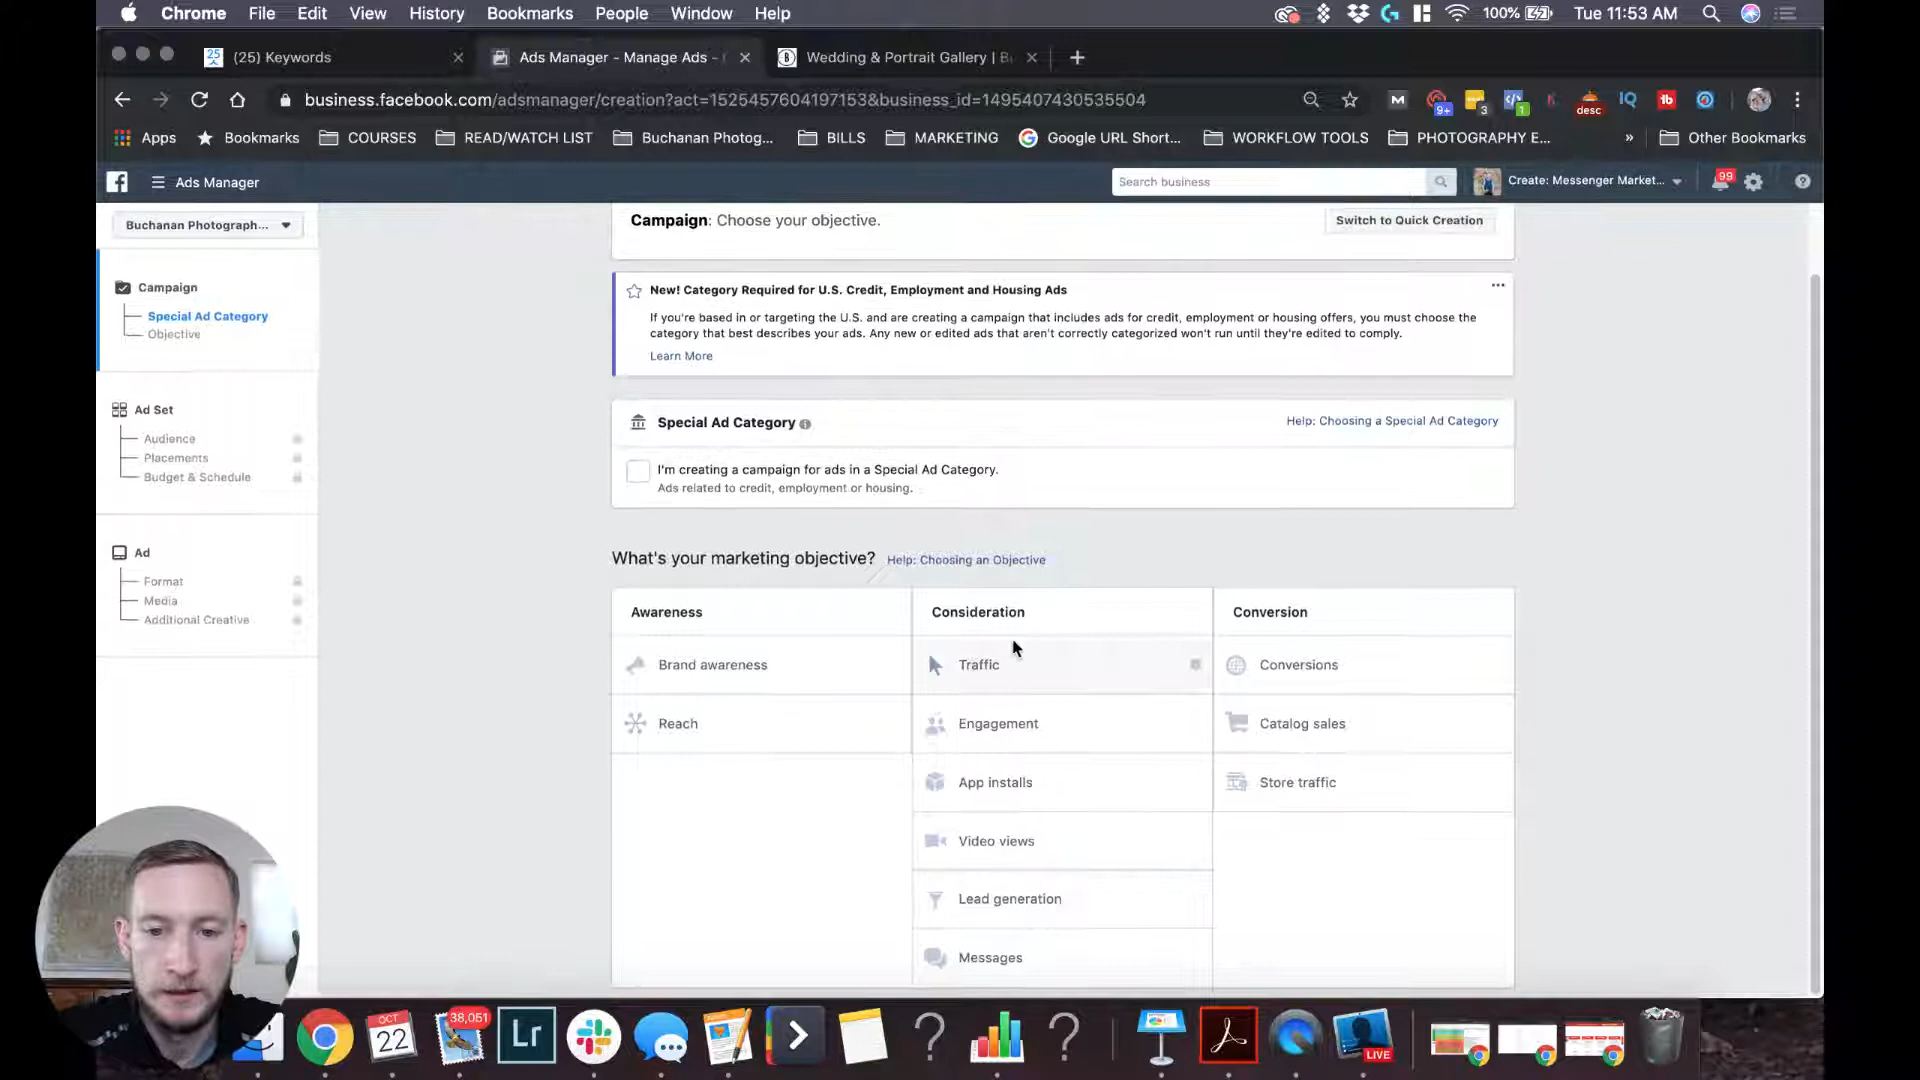 Chrome File Edit View History Bookmarks People Window Help 100% Tue 11:53 AM
(25) Keywords Ads Manager - Manage Ads - Wedding & Portrait Gallery | B
business.facebook.com/adsmanager/creation?act=1525457604197153&business_id=1495407430535504
Apps Bookmarks COURSES READ/WATCH LIST Buchanan Photog... BILLS MARKETING Google URL Short... WORKFLOW TOOLS PHOTOGRAPHY E... » Other Bookmarks
Ads Manager Search business Create: Messenger Market... 99
Buchanan Photograph...
Campaign: Choose your objective. Switch to Quick Creation
Campaign
Special Ad Category
Objective
Ad Set
Audience
Placements
Budget & Schedule
Ad
Format
Media
Additional Creative
New! Category Required for U.S. Credit, Employment and Housing Ads
If you're based in or targeting the U.S. and are creating a campaign that includes ads for credit, employment or housing offers, you must choose the
category that best describes your ads. Any new or edited ads that aren't correctly categorized won't run until they're edited to comply.
Learn More
Special Ad Category Help: Choosing a Special Ad Category
I'm creating a campaign for ads in a Special Ad Category.
Ads related to credit, employment or housing.
What's your marketing objective? Help: Choosing an Objective
Awareness Consideration Conversion
Brand awareness Traffic Conversions
Reach Engagement Catalog sales
App installs Store traffic
Video views
Lead generation
Messages
OCT
22
38,051
Lr
LIVE